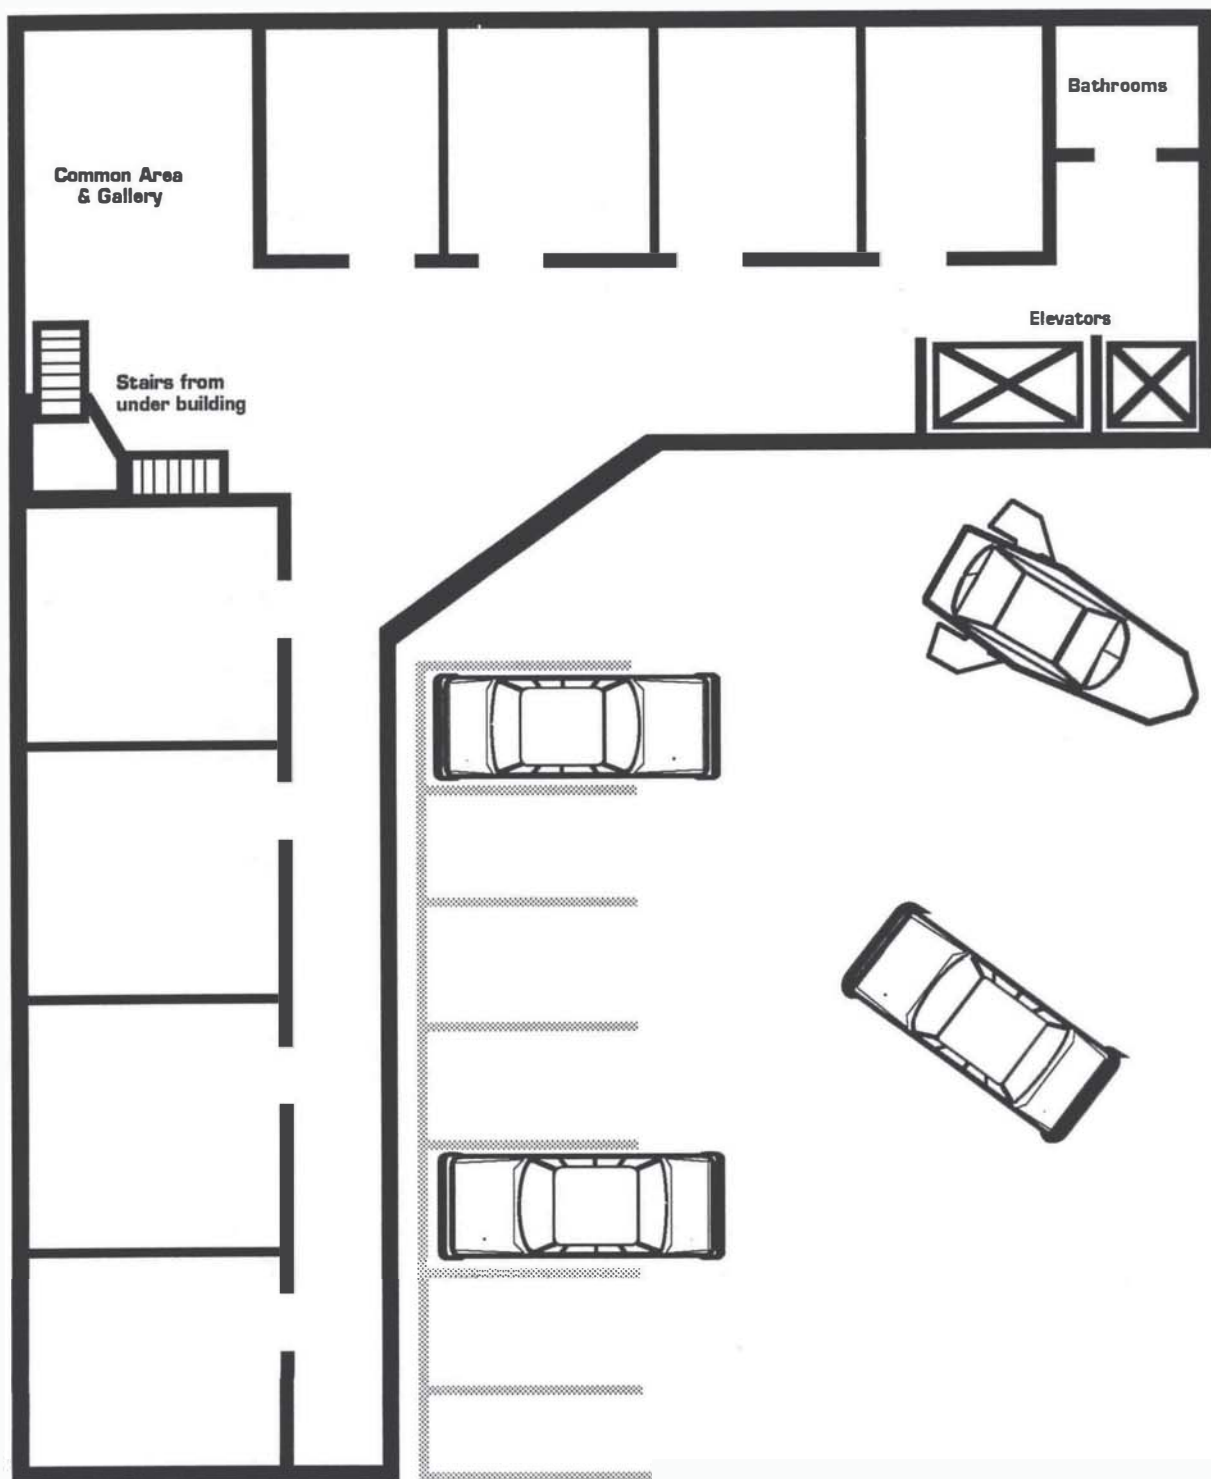 Bathrooms
Common Area
& Gallery
Elevators
Stairs from
under building